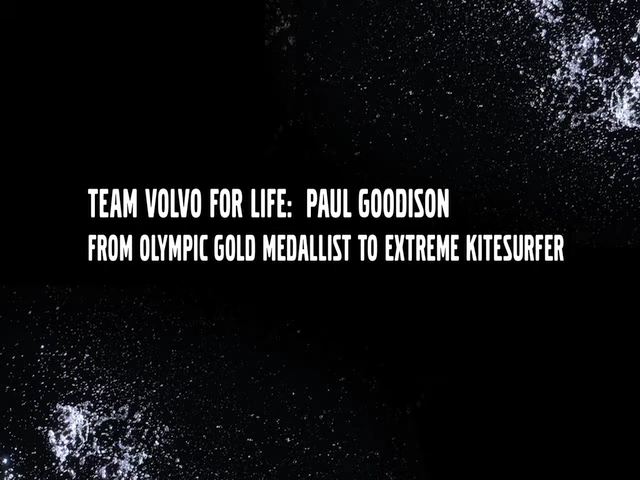 TEAM VOLVO FOR LIFE: PAUL GOODISON
FROM OLYMPIC GOLD MEDALLIST TO EXTREME KITESURFER